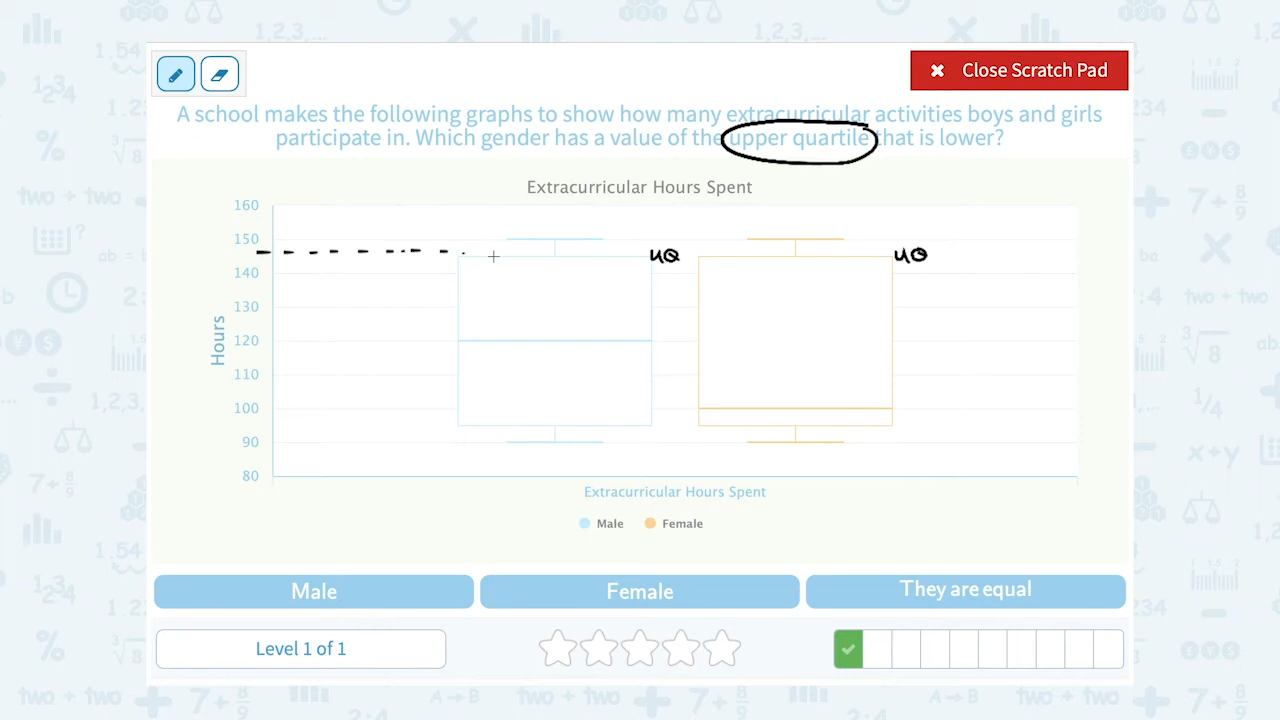 Close Scratch Pad
A school makes the following graphs to show how many extracurricular activities boys and girls
participate in. Which gender has a value of the upper quartile that is lower?
Extracurricular Hours Spent
160
150
140
130
120
110
100
90
80
Hours
UQ
UQ
Extracurricular Hours Spent
Male
Female
Male
Female
They are equal
Level 1 of 1